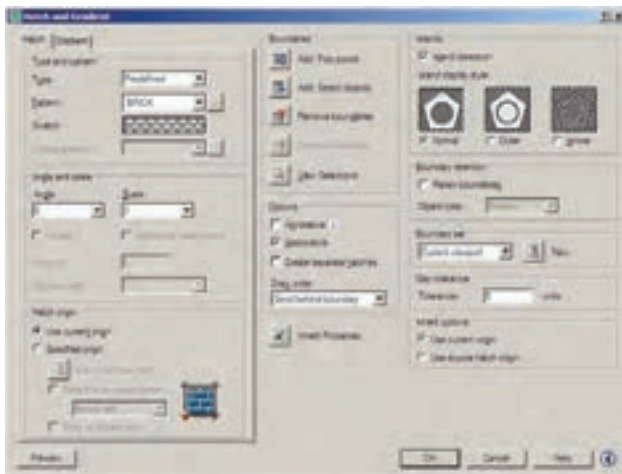 Hatch and Gradient
Hatch Gradient
Type and pattern
Type:
Predefined
Pattern:
BRICK
Swatch:
Angle and scale
Angle:
Scale:
Hatch origin
Use current origin
Specified origin
Preview
Boundaries
Add: Pick points
Add: Select objects
Remove boundaries
View Selections
Options
Annotative
Associative
Create separate hatches
Draw order:
Send behind boundary
Inherit Properties
Islands
Island detection
Island display style:
Normal
Outer
Ignore
Boundary retention
Retain boundaries
Object type:
Boundary set
Current viewport
New
Gap tolerance
Tolerance:
units
Inherit options
Use current origin
Use source hatch origin
OK
Cancel
Help